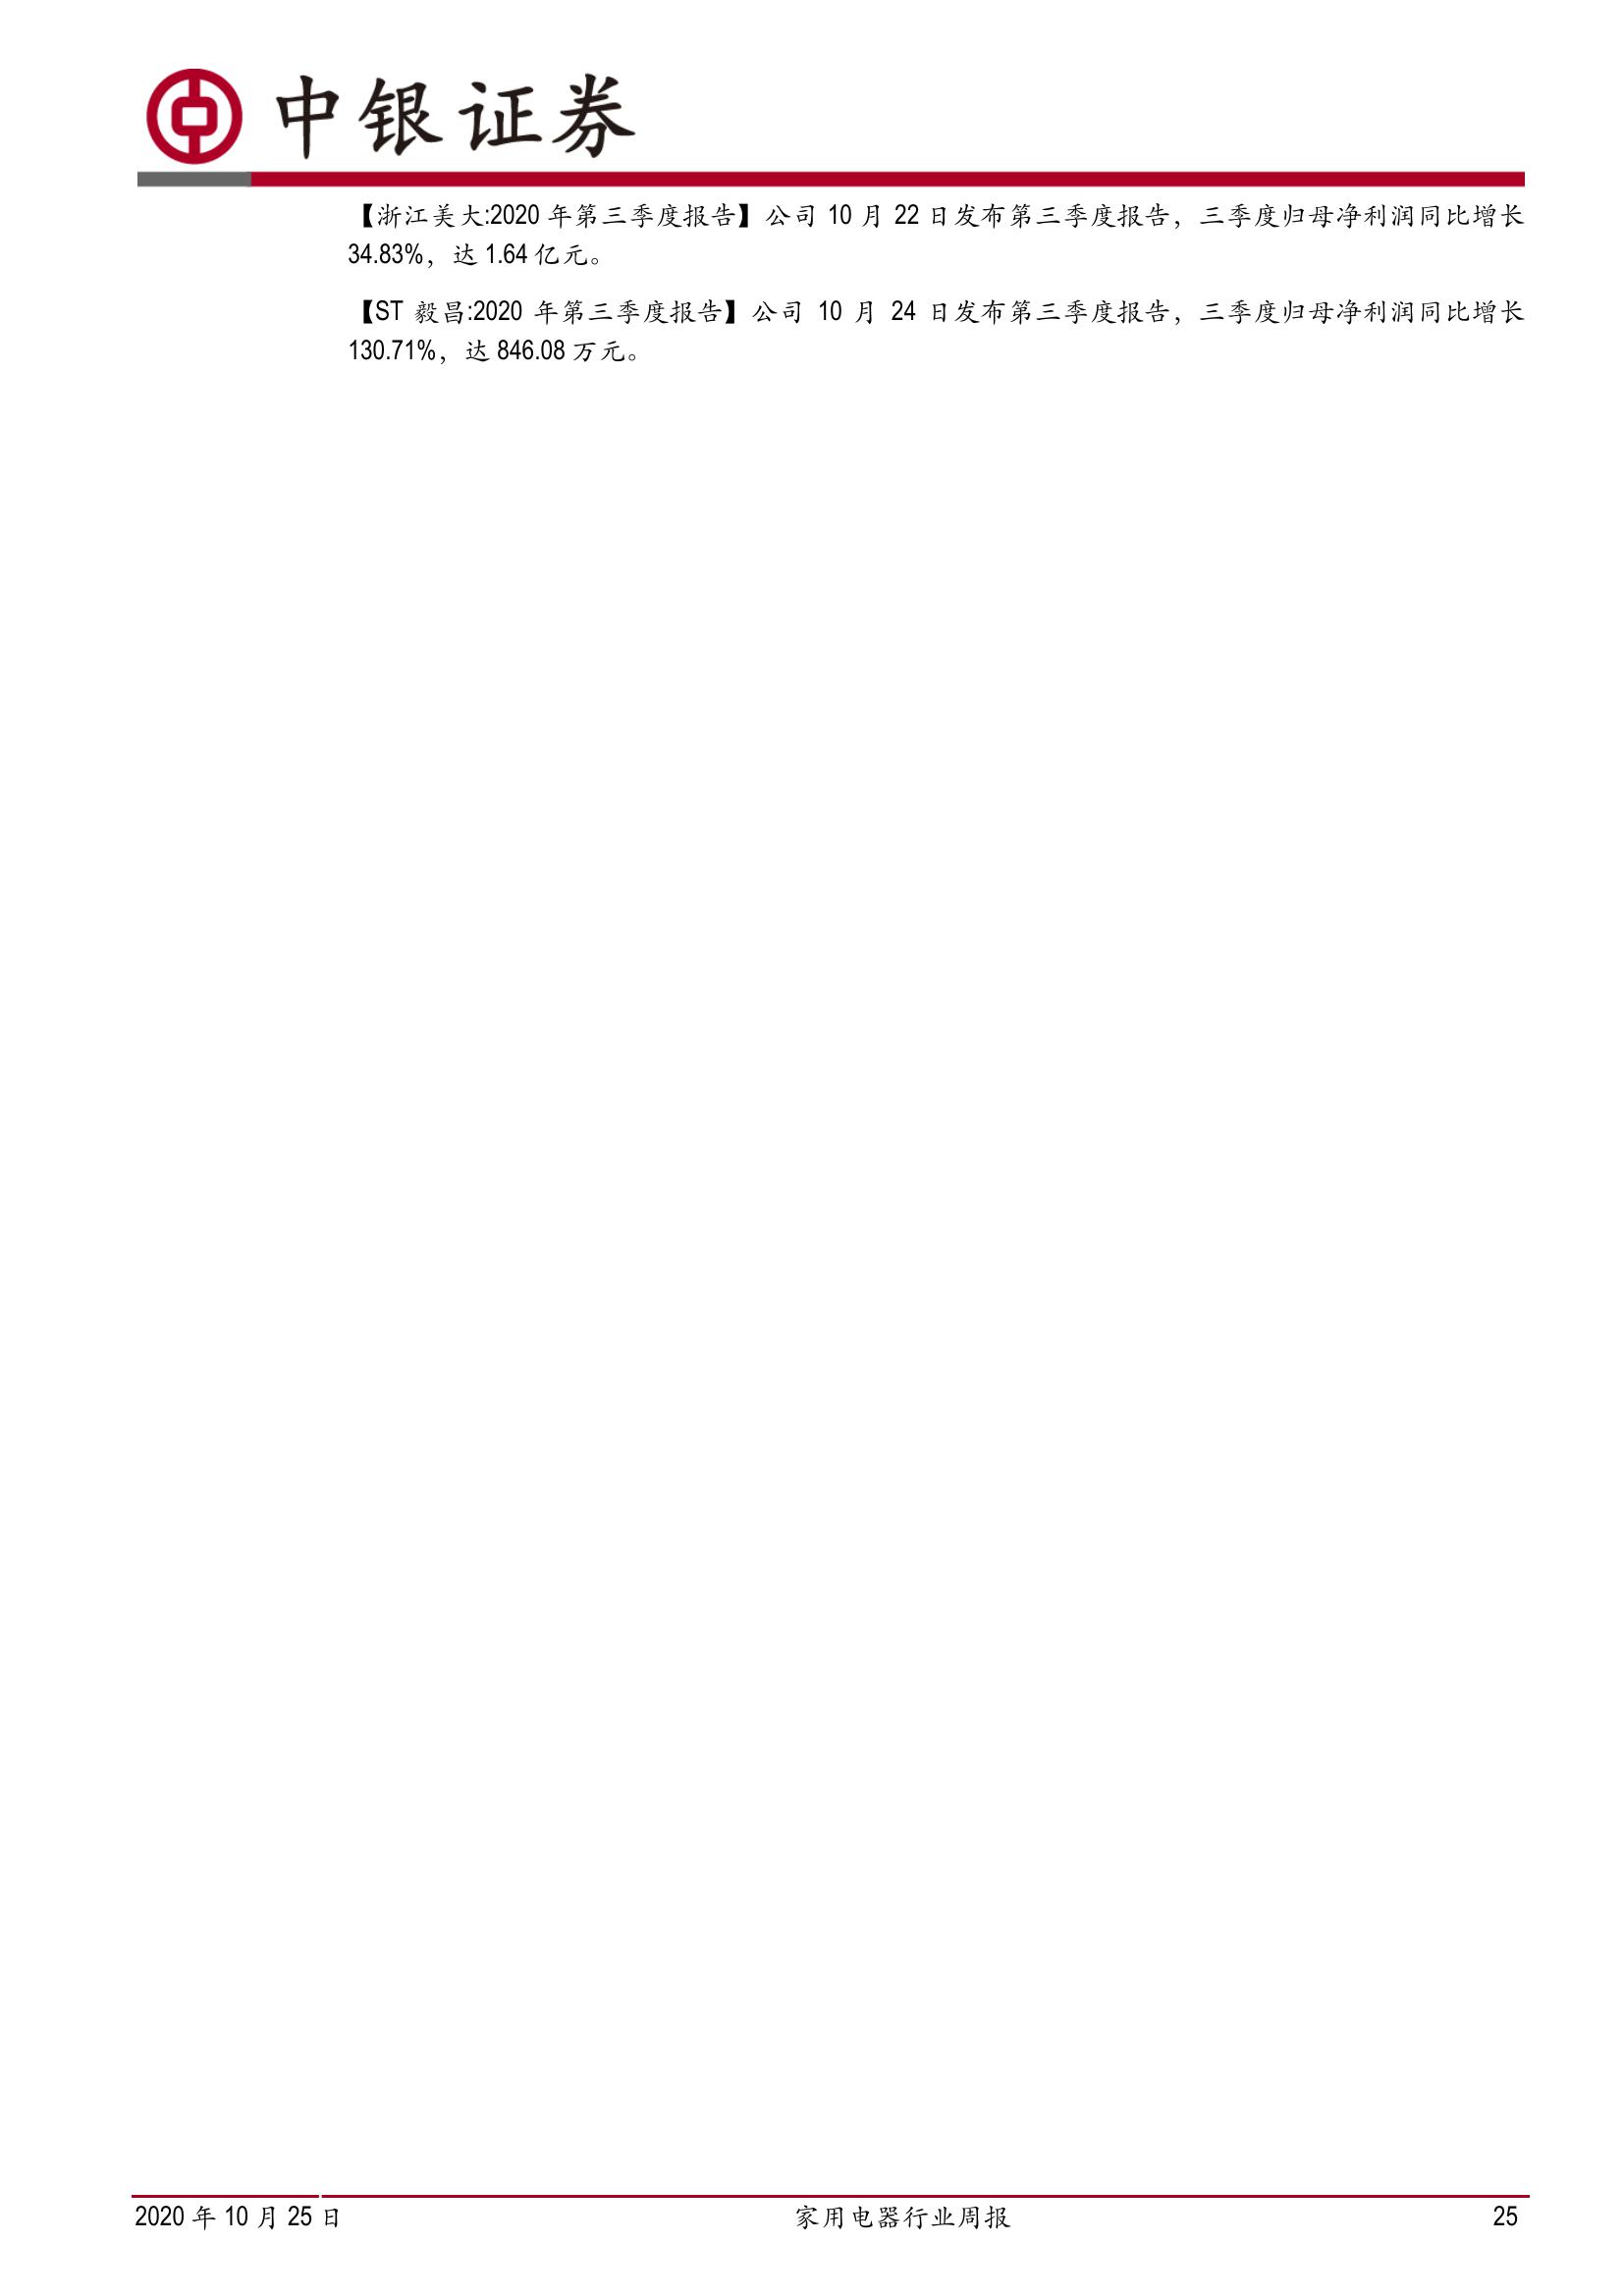 中银证券
【浙江美大:2020 年第三季度报告】公司 10 月 22 日发布第三季度报告，三季度归母净利润同比增长
34.83%，达 1.64 亿元。
【ST 毅昌:2020 年第三季度报告】公司 10 月 24 日发布第三季度报告，三季度归母净利润同比增长
130.71%，达 846.08 万元。
2020 年 10 月 25 日 家用电器行业周报 25